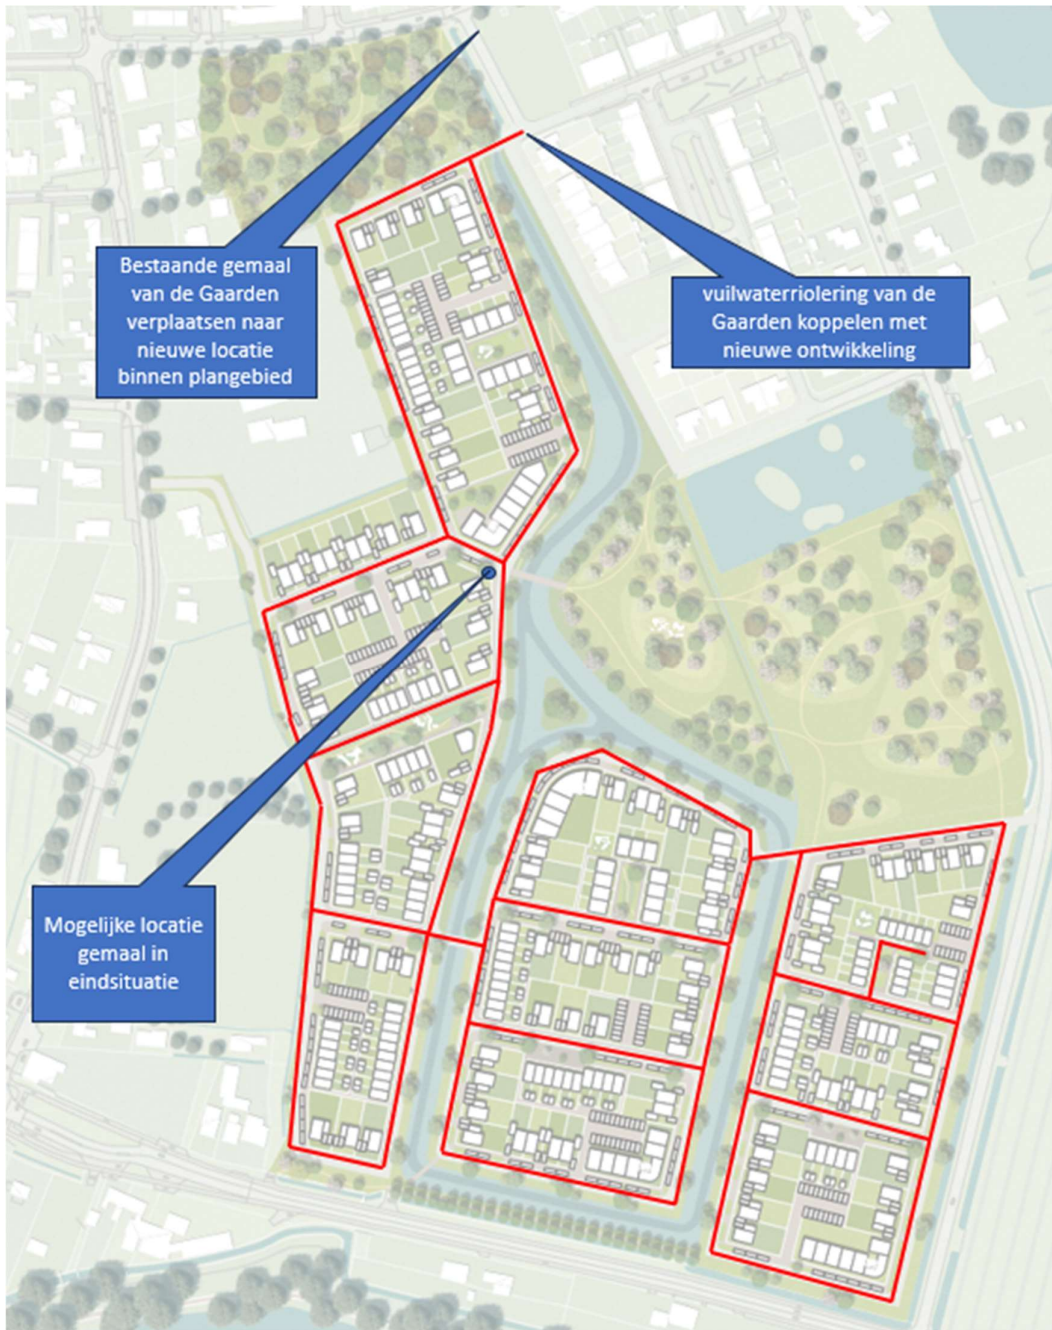 Bestaande gemaal
van de Gaarden
verplaatsen naar
nieuwe locatie
binnen plangebied
vuilwaterriolering van de
Gaarden koppelen met
nieuwe ontwikkeling
Mogelijke locatie
gemaal in
eindsituatie